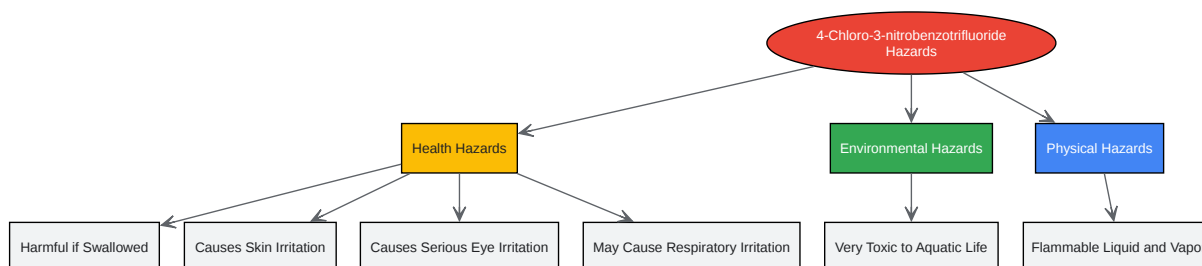 4-Chloro-3-nitrobenzotrifluoride
Hazards
Health Hazards
Environmental Hazards
Physical Hazards
Harmful if Swallowed
Causes Skin Irritation
Causes Serious Eye Irritation
May Cause Respiratory Irritation
Very Toxic to Aquatic Life
Flammable Liquid and Vapo